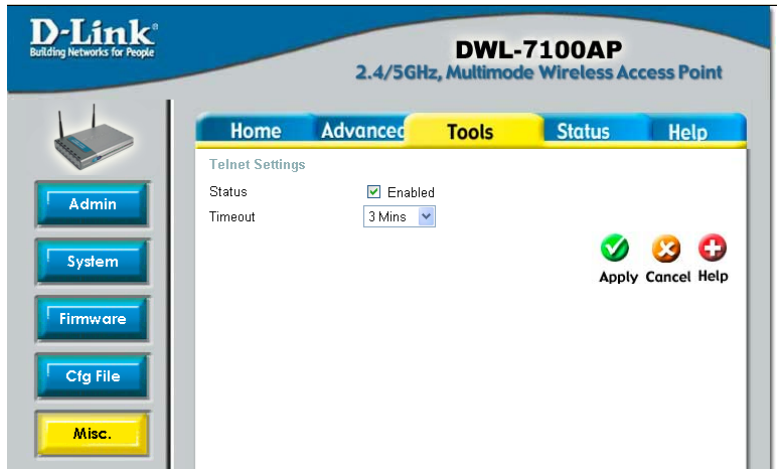 D-Link
Building Networks for People
DWL-7100AP
2.4/5GHz, Multimode Wireless Access Point
Home Advanced Tools Status Help
Telnet Settings
Status Enabled
Timeout 3 Mins
Apply Cancel Help
Admin
System
Firmware
Cfg File
Misc.